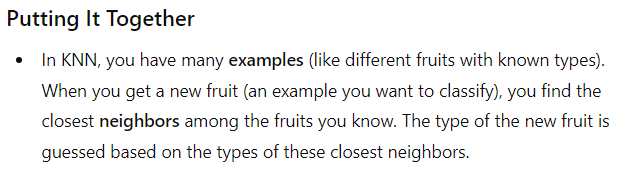 Putting It Together
• In KNN, you have many examples (like different fruits with known types).
When you get a new fruit (an example you want to classify), you find the
closest neighbors among the fruits you know. The type of the new fruit is
guessed based on the types of these closest neighbors.